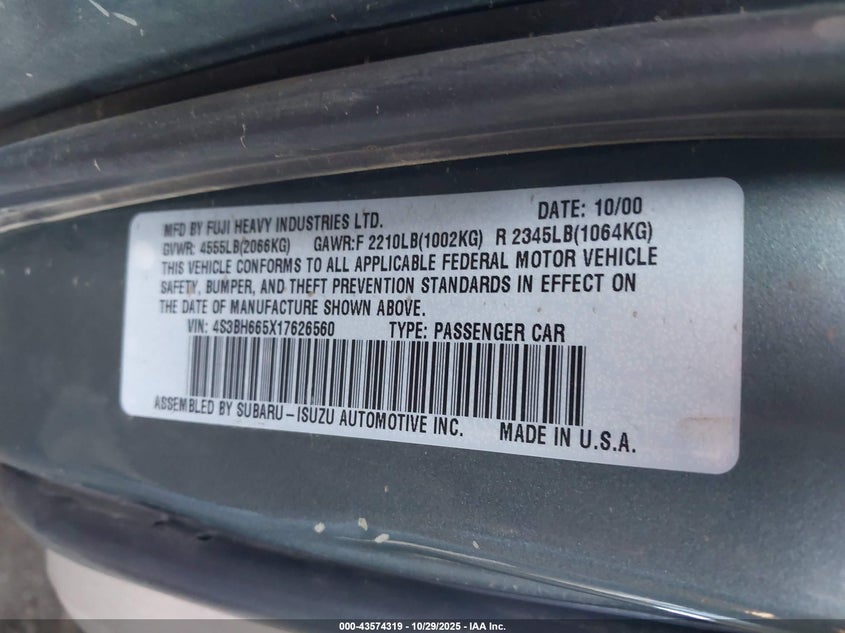 MFD BY FUJI HEAVY INDUSTRIES LTD. DATE: 10/00
GVWR: 4555LB(2066KG) GAWR:F 2210LB(1002KG) R 2345LB(1064KG)
THIS VEHICLE CONFORMS TO ALL APPLICABLE FEDERAL MOTOR VEHICLE
SAFETY, BUMPER, AND THEFT PREVENTION STANDARDS IN EFFECT ON
THE DATE OF MANUFACTURE SHOWN ABOVE.
VIN: 4S3BH665X17626560 TYPE: PASSENGER CAR
ASSEMBLED BY SUBARU-ISUZU AUTOMOTIVE INC. MADE IN U.S.A.
000-43574319 - 10/29/2025 - IAA Inc.